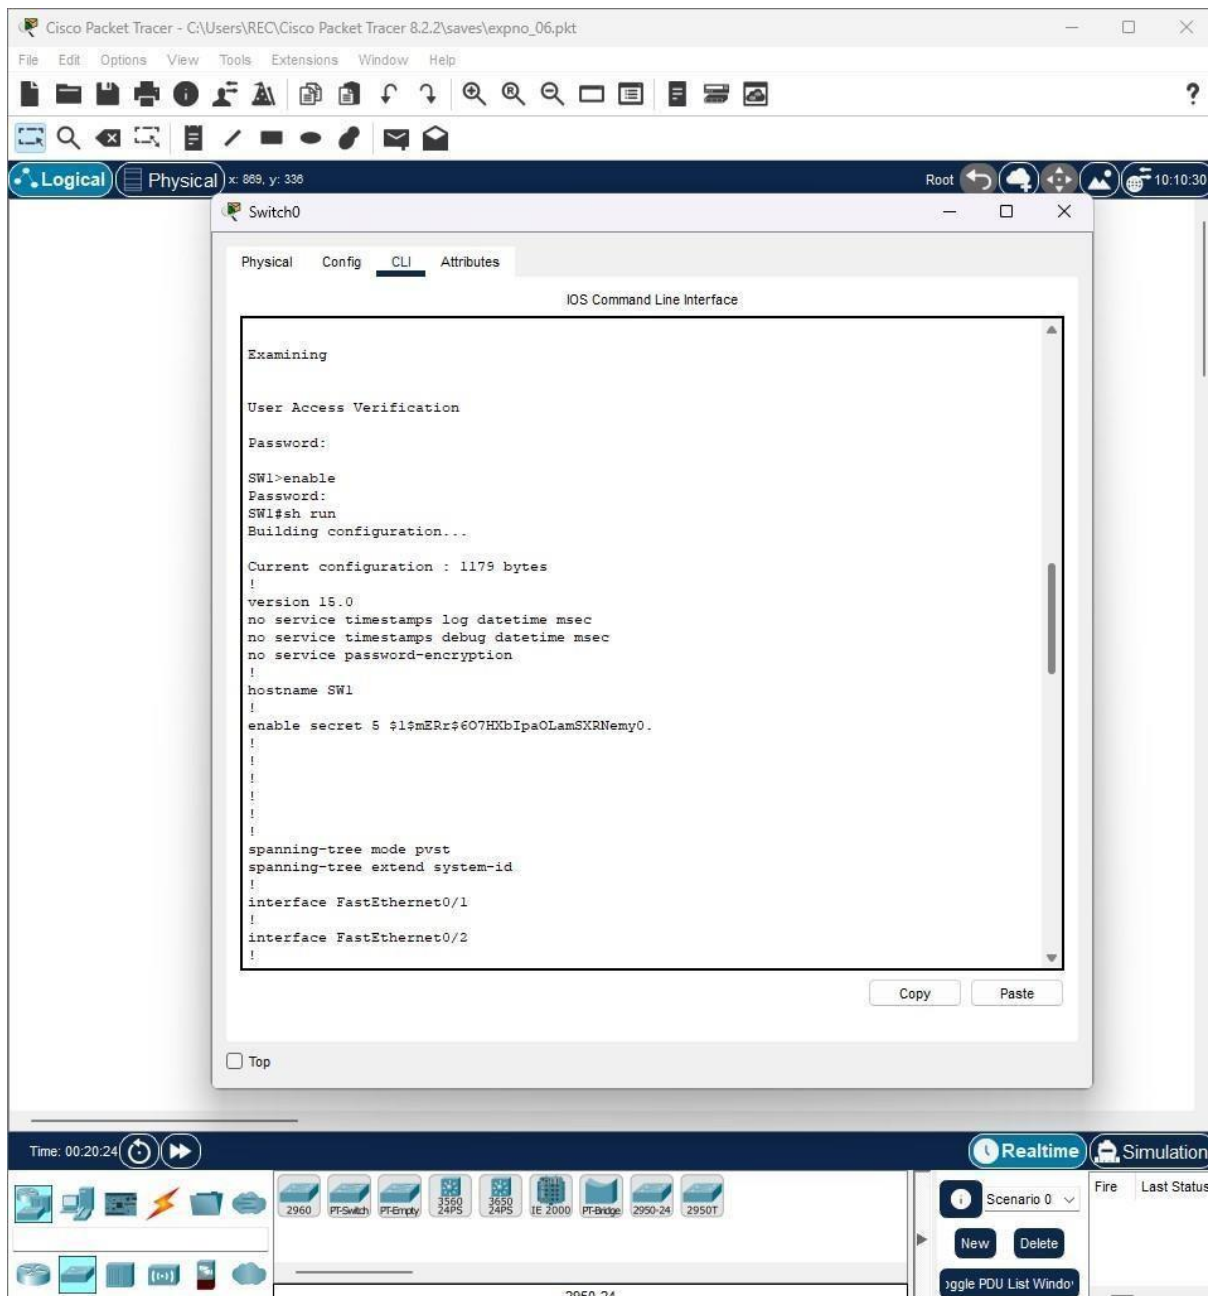 Cisco Packet Tracer - C:\Users\REC\Cisco Packet Tracer 8.2.2\saves\expno_06.pkt
File Edit Options View Tools Extensions Window Help
?
Logical Physical x: 869, y: 336 Root 10:10:30
Switch0
Physical Config CLI Attributes
IOS Command Line Interface
Examining
User Access Verification
Password:
SW1>enable
Password:
SW1#sh run
Building configuration...
Current configuration : 1179 bytes
!
version 15.0
no service timestamps log datetime msec
no service timestamps debug datetime msec
no service password-encryption
!
hostname SW1
!
enable secret 5 $1$mERr$6O7HXbIpaOLamSXRNemy0.
!
!
!
!
!
!
spanning-tree mode pvst
spanning-tree extend system-id
!
interface FastEthernet0/1
!
interface FastEthernet0/2
!
Copy Paste
Top
Time: 00:20:24 Realtime Simulation
2960 PT-Switch PT-Empty 3560 24PS 3650 24PS IE 2000 PT-Bridge 2950-24 2950T
Scenario 0 Fire Last Status
New Delete
oggle PDU List Windo
2950-24